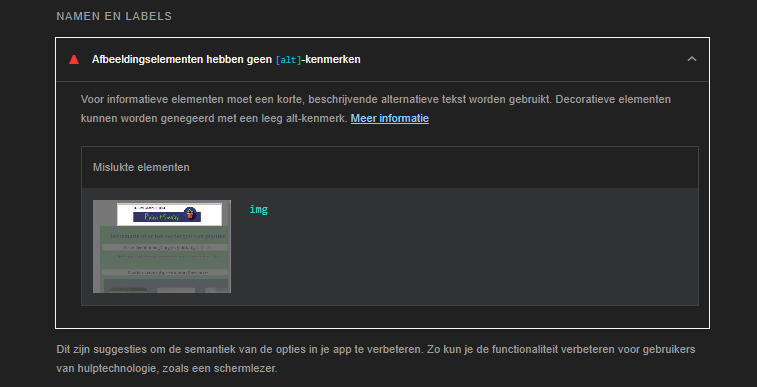 NAMEN EN LABELS
Afbeeldingselementen hebben geen [alt]-kenmerken
Voor informatieve elementen moet een korte, beschrijvende alternatieve tekst worden gebruikt. Decoratieve elementen
kunnen worden genegeerd met een leeg alt-kenmerk. Meer informatie
Mislukte elementen
img
Dit zijn suggesties om de semantiek van de opties in je app te verbeteren. Zo kun je de functionaliteit verbeteren voor gebruikers
van hulptechnologie, zoals een schermlezer.